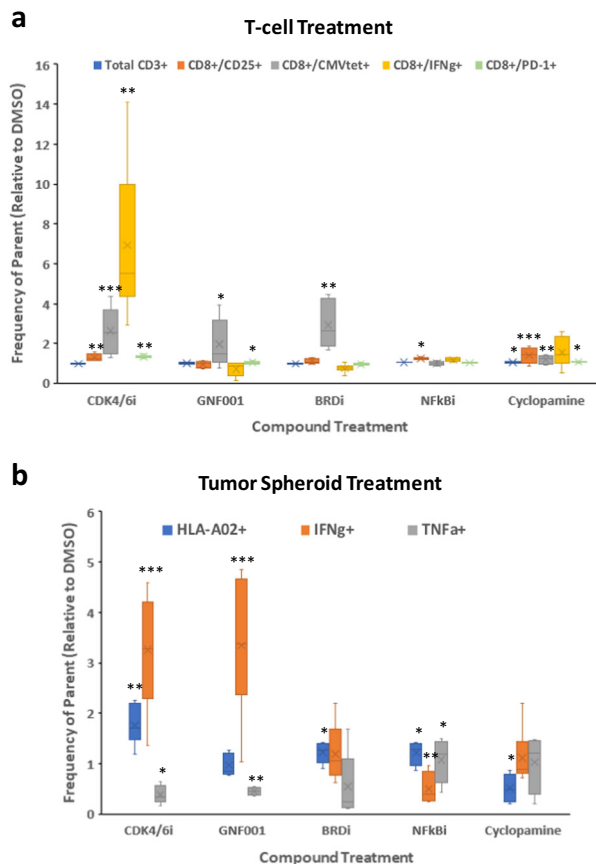 a
T-cell Treatment
Total CD3+ CD8+/CD25+ CD8+/CMVtet+ CD8+/IFNg+ CD8+/PD-1+
Frequency of Parent (Relative to DMSO)
16
14
12
10
8
6
4
2
0
** *** ** ** * * ** * * *** ** *
CDK4/6i GNF001 BRDi NFkBi Cyclopamine
Compound Treatment
b
Tumor Spheroid Treatment
HLA-A02+ IFNg+ TNFa+
Frequency of Parent (Relative to DMSO)
6
5
4
3
2
1
0
** *** * *** ** * * ** * *
CDK4/6i GNF001 BRDi NFkBi Cyclopamine
Compound Treatment